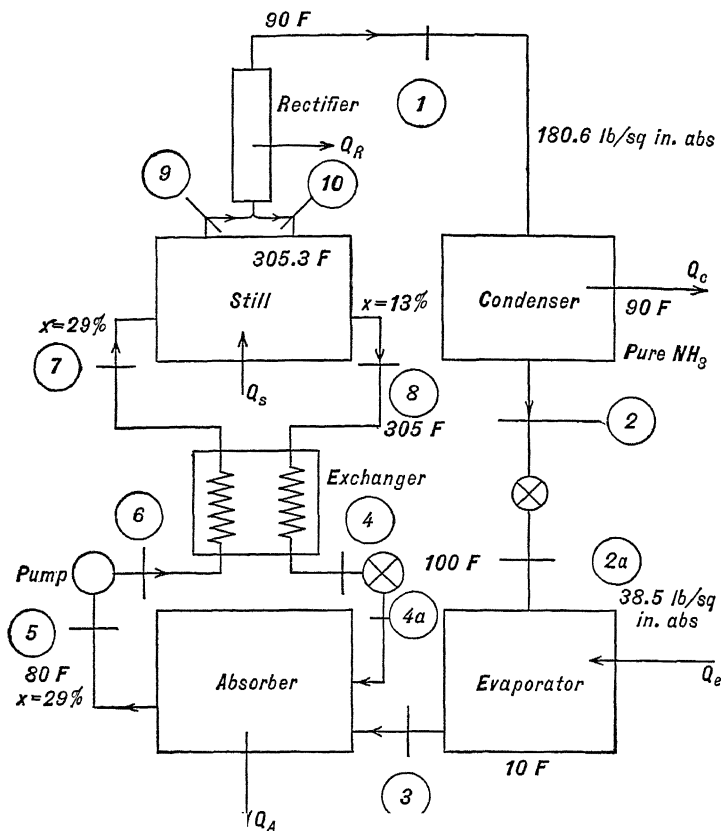 90 F
1
Rectifier
Q_R
180.6 lb/sq in. abs
9
10
305.3 F
Still
x=29%
x=13%
Condenser
Q_c
90 F
Pure NH₃
7
Q_s
8
305 F
2
Exchanger
6
4
Pump
100 F
2a
38.5 lb/sq
in. abs
4a
5
80 F
x=29%
Absorber
Evaporator
Q_e
10 F
3
Q_A